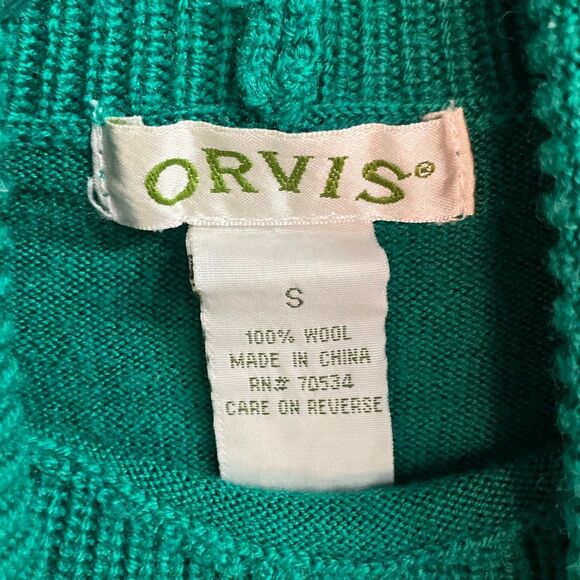 ORVIS®
S
100% WOOL
MADE IN CHINA
RN# 70534
CARE ON REVERSE